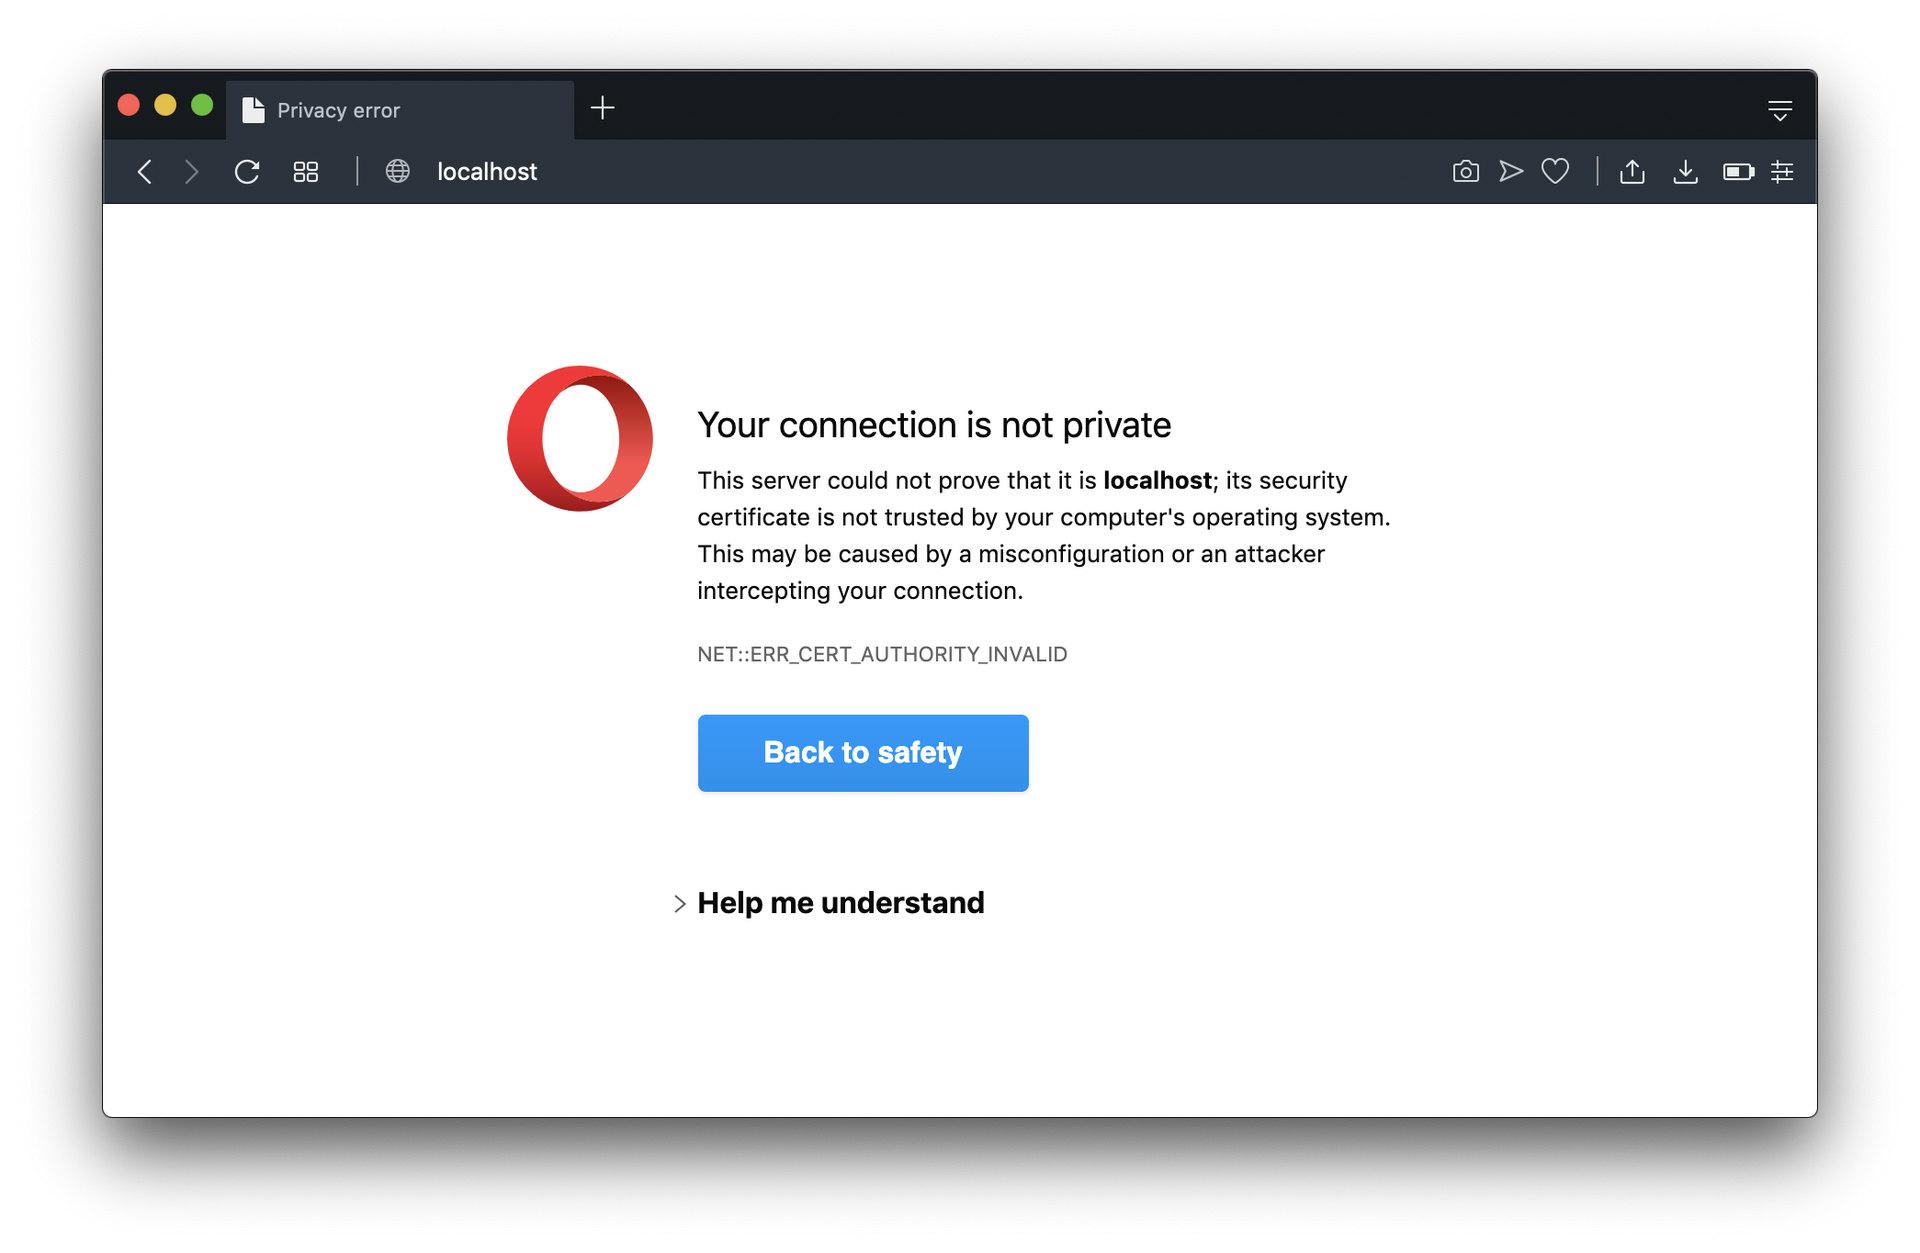 Privacy error
localhost
Your connection is not private
This server could not prove that it is localhost; its security
certificate is not trusted by your computer's operating system.
This may be caused by a misconfiguration or an attacker
intercepting your connection.
NET::ERR_CERT_AUTHORITY_INVALID
Back to safety
Help me understand